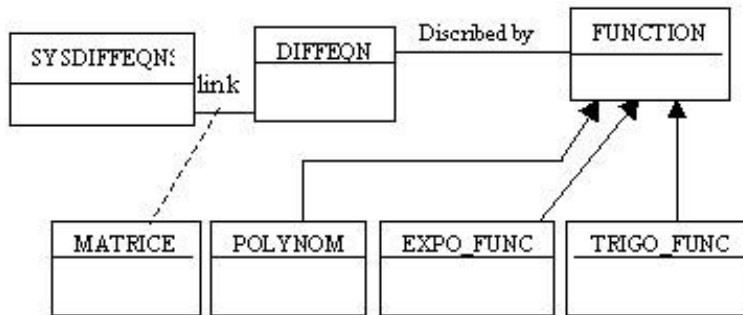 SYSDIFFEQNS
link
DIFFEQN
Discribed by
FUNCTION
MATRICE
POLYNOM
EXPO_FUNC
TRIGO_FUNC